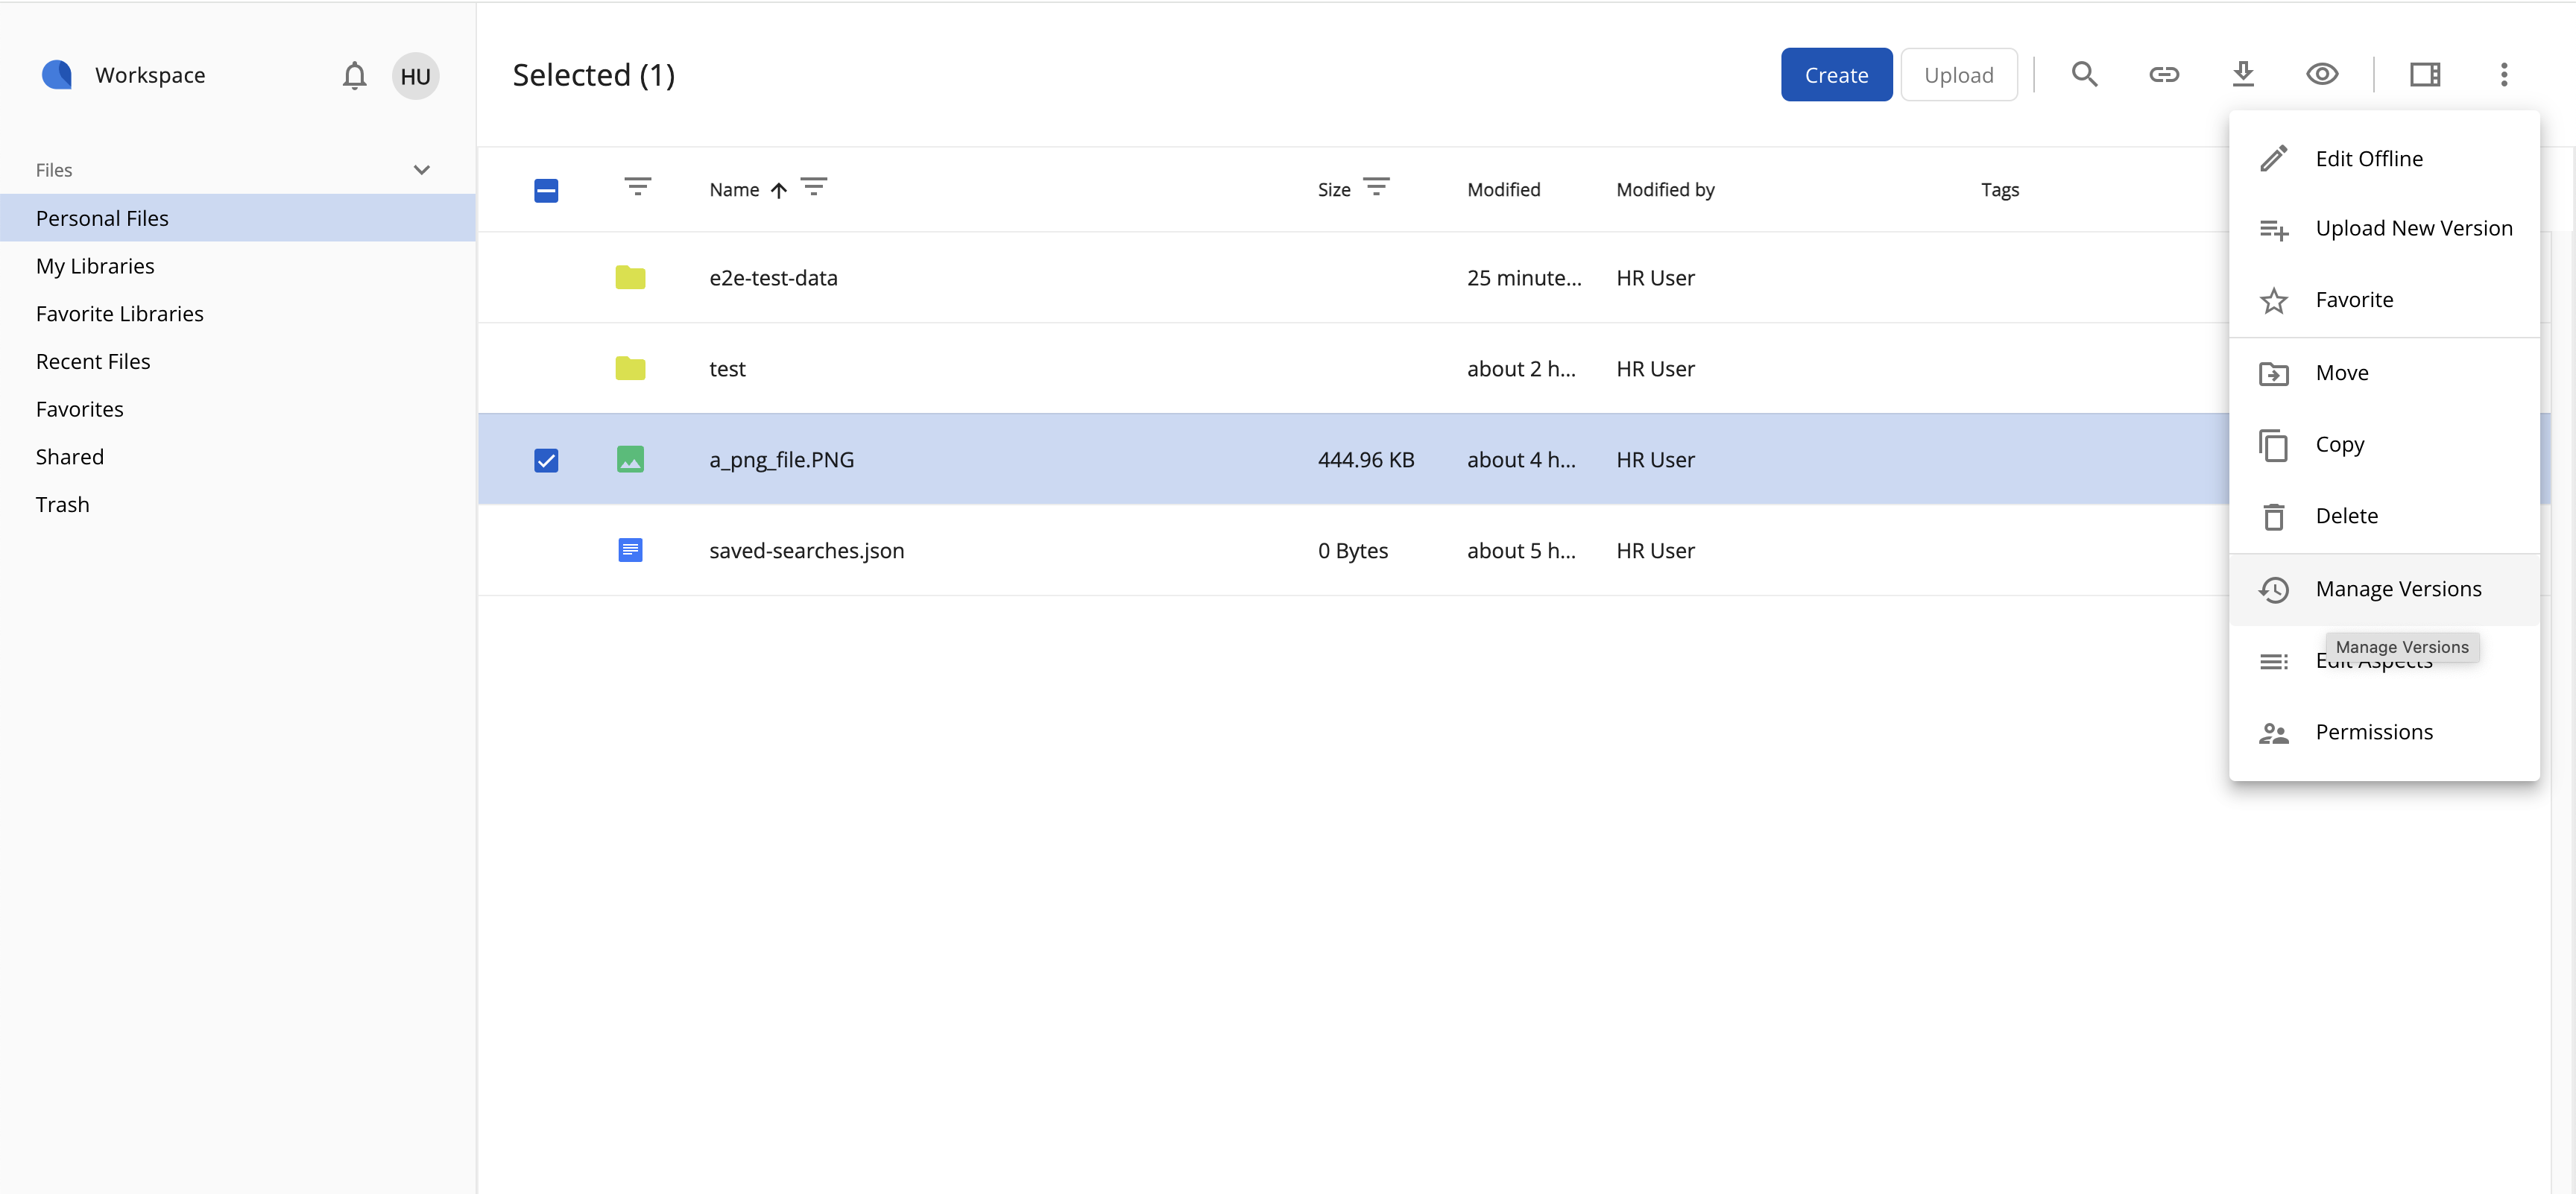 Workspace
HU
Selected (1)
Create
Upload
Files
Personal Files
My Libraries
Favorite Libraries
Recent Files
Favorites
Shared
Trash
Name Size Modified Modified by Tags
e2e-test-data 25 minute... HR User
test about 2 h... HR User
a_png_file.PNG 444.96 KB about 4 h... HR User
saved-searches.json 0 Bytes about 5 h... HR User
Edit Offline
Upload New Version
Favorite
Move
Copy
Delete
Manage Versions
Manage Versions
Edit Aspects
Permissions